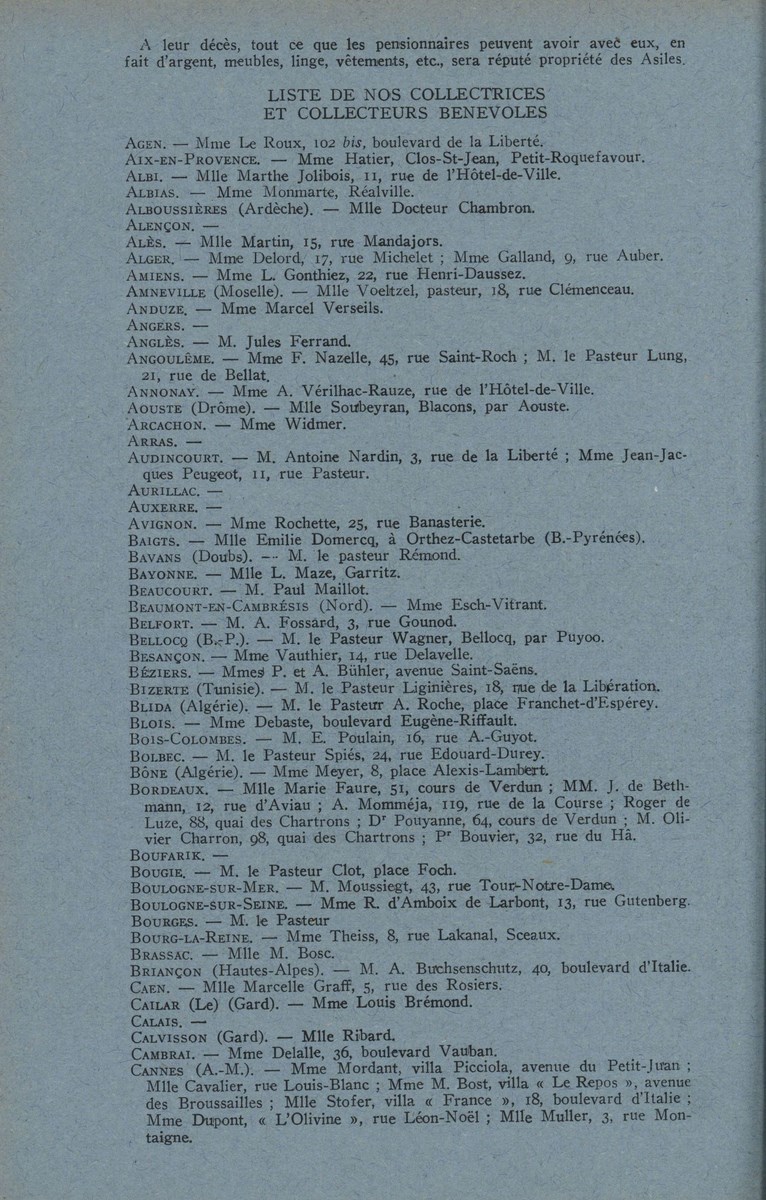 A leur décès, tout ce que les pensionnaires peuvent avoir avec eux, en
fait d'argent, meubles, linge, vêtements, etc., sera réputé propriété des Asiles.
LISTE DE NOS COLLECTRICES
ET COLLECTEURS BENEVOLES
AGEN. — Mme Le Roux, 102 bis, boulevard de la Liberté.
AIX-EN-PROVENCE. — Mme Hatier, Clos-St-Jean, Petit-Roquefavour.
ALBI. — Mlle Marthe Jolibois, 11, rue de l'Hôtel-de-Ville.
ALBIAS. — Mme Monmarte, Réalville.
ALBOUSSIÈRES (Ardèche). — Mlle Docteur Chambron.
ALENÇON. —
ALÈS. — Mlle Martin, 15, rue Mandajors.
ALGER. — Mme Delord, 17, rue Michelet ; Mme Galland, 9, rue Auber.
AMIENS. — Mme L. Gonthiez, 22, rue Henri-Daussez.
AMNEVILLE (Moselle). — Mlle Voeltzel, pasteur, 18, rue Clémenceau.
ANDUZE. — Mme Marcel Verseils.
ANGERS. —
ANGLÈS. — M. Jules Ferrand.
ANGOULÊME. — Mme F. Nazelle, 45, rue Saint-Roch ; M. le Pasteur Lung,
21, rue de Bellat.
ANNONAY. — Mme A. Vérilhac-Rauze, rue de l'Hôtel-de-Ville.
AOUSTE (Drôme). — Mlle Soubeyran, Blacons, par Aouste.
ARCACHON. — Mme Widmer.
ARRAS. —
AUDINCOURT. — M. Antoine Nardin, 3, rue de la Liberté ; Mme Jean-Jac-
ques Peugeot, 11, rue Pasteur.
AURILLAC. —
AUXERRE. —
AVIGNON. — Mme Rochette, 25, rue Banasterie.
BAIGTS. — Mlle Emilie Domercq, à Orthez-Castetarbe (B.-Pyrénées).
BAVANS (Doubs). — M. le pasteur Rémond.
BAYONNE. — Mlle L. Maze, Garritz.
BEAUCOURT. — M. Paul Maillot.
BEAUMONT-EN-CAMBRÉSIS (Nord). — Mme Esch-Vitrant.
BELFORT. — M. A. Fossard, 3, rue Gounod.
BELLOCQ (B.-P.). — M. le Pasteur Wagner, Bellocq, par Puyoo.
BESANÇON. — Mme Vauthier, 14, rue Delavelle.
BÉZIERS. — Mmes P. et A. Bühler, avenue Saint-Saëns.
BIZERTE (Tunisie). — M. le Pasteur Liginières, 18, rue de la Libération.
BLIDA (Algérie). — M. le Pasteur A. Roche, place Franchet-d'Espérey.
BLOIS. — Mme Debaste, boulevard Eugène-Riffault.
BOIS-COLOMBES. — M. E. Poulain, 16, rue A.-Guyot.
BOLBEC. — M. le Pasteur Spiés, 24, rue Edouard-Durey.
BÔNE (Algérie). — Mme Meyer, 8, place Alexis-Lambert.
BORDEAUX. — Mlle Marie Faure, 51, cours de Verdun ; MM. J. de Beth-
mann, 12, rue d'Aviau ; A. Momméja, 119, rue de la Course ; Roger de
Luze, 88, quai des Chartrons ; Dr Pouyanne, 64, cours de Verdun ; M. Oli-
vier Charron, 98, quai des Chartrons ; Pr Bouvier, 32, rue du Hâ.
BOUFARIK. —
BOUGIE. — M. le Pasteur Clot, place Foch.
BOULOGNE-SUR-MER. — M. Moussiegt, 43, rue Tour-Notre-Dame.
BOULOGNE-SUR-SEINE. — Mme R. d'Amboix de Larbont, 13, rue Gutenberg.
BOURGES. — M. le Pasteur
BOURG-LA-REINE. — Mme Theiss, 8, rue Lakanal, Sceaux.
BRASSAC. — Mlle M. Bosc.
BRIANÇON (Hautes-Alpes). — M. A. Buchsenschutz, 40, boulevard d'Italie.
CAEN. — Mlle Marcelle Graff, 5, rue des Rosiers.
CAILAR (Le) (Gard). — Mme Louis Brémond.
CALAIS. —
CALVISSON (Gard). — Mlle Ribard.
CAMBRAI. — Mme Delalle, 36, boulevard Vauban.
CANNES (A.-M.). — Mme Mordant, villa Picciola, avenue du Petit-Juan ;
Mlle Cavalier, rue Louis-Blanc ; Mme M. Bost, villa « Le Repos », avenue
des Broussailles ; Mlle Stofer, villa « France », 18, boulevard d'Italie ;
Mme Dupont, « L'Olivine », rue Léon-Noël ; Mlle Muller, 3, rue Mon-
taigne.